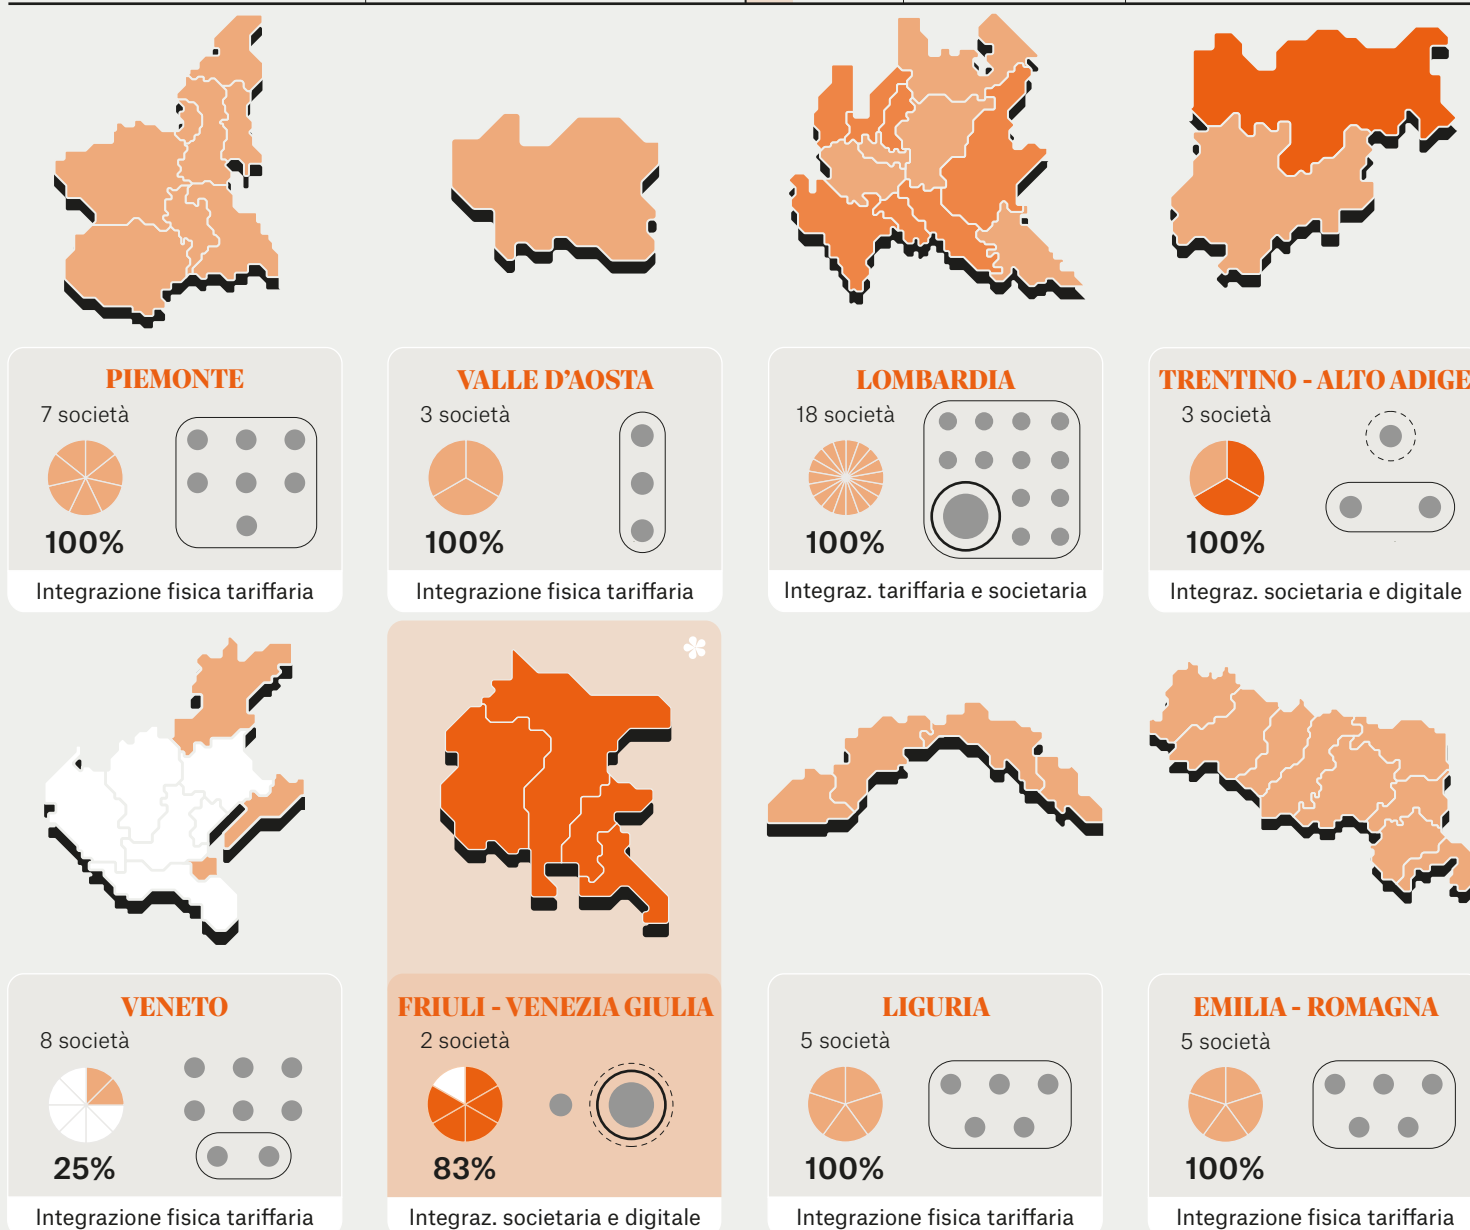 PIEMONTE
7 società
100%
Integrazione fisica tariffaria
VALLE D'AOSTA
3 società
100%
Integrazione fisica tariffaria
LOMBARDIA
18 società
100%
Integraz. tariffaria e societaria
TRENTINO - ALTO ADIGE
3 società
100%
Integraz. societaria e digitale
VENETO
8 società
25%
Integrazione fisica tariffaria
FRIULI - VENEZIA GIULIA
2 società
83%
Integraz. societaria e digitale
LIGURIA
5 società
100%
Integrazione fisica tariffaria
EMILIA - ROMAGNA
5 società
100%
Integrazione fisica tariffaria